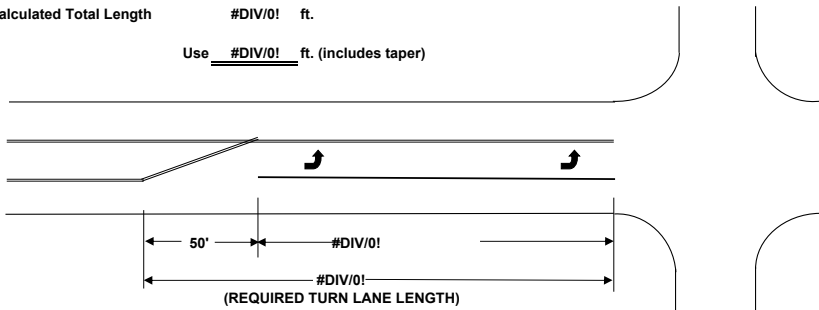 alculated Total Length #DIV/0! ft.
Use #DIV/0! ft. (includes taper)
50' #DIV/0!
#DIV/0!
(REQUIRED TURN LANE LENGTH)